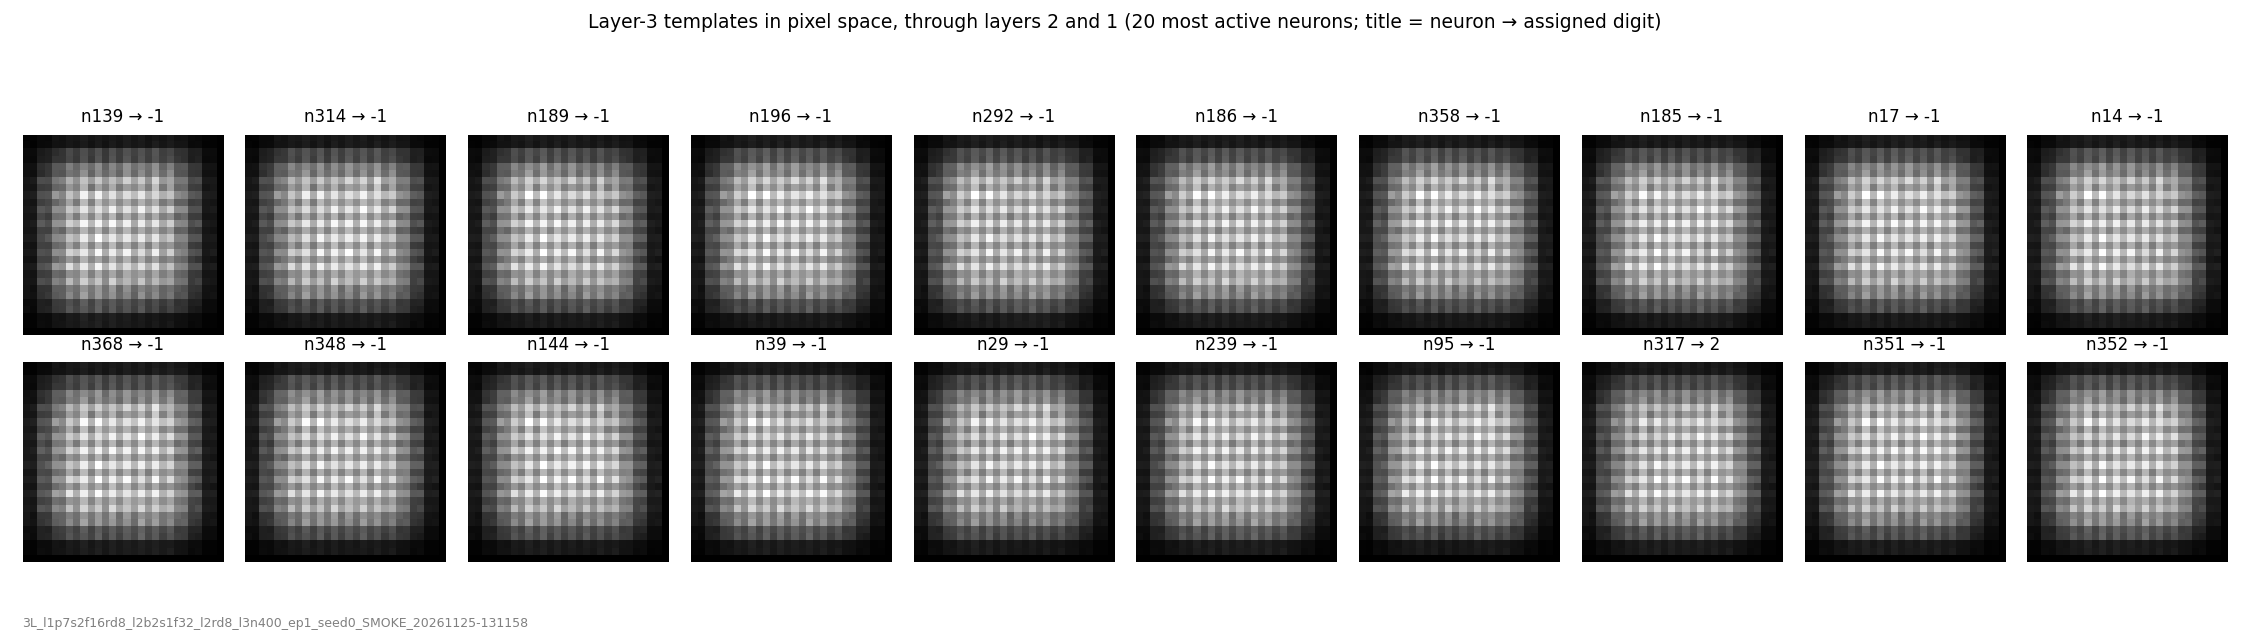 Layer-3 templates in pixel space, through layers 2 and 1 (20 most active neurons; title = neuron → assigned digit)
n139 → -1 n314 → -1 n189 → -1 n196 → -1 n292 → -1 n186 → -1 n358 → -1 n185 → -1 n17 → -1 n14 → -1
n368 → -1 n348 → -1 n144 → -1 n39 → -1 n29 → -1 n239 → -1 n95 → -1 n317 → 2 n351 → -1 n352 → -1
3L_l1p7s2f16rd8_l2b2s1f32_l2rd8_l3n400_ep1_seed0_SMOKE_20261125-131158